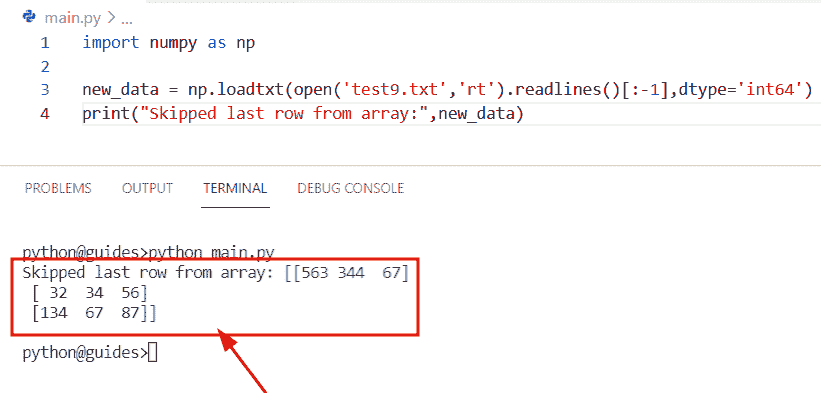 main.py > ...
1 import numpy as np
2
3 new_data = np.loadtxt(open('test9.txt','rt').readlines()[:-1],dtype='int64')
4 print("Skipped last row from array:",new_data)
PROBLEMS OUTPUT TERMINAL DEBUG CONSOLE
python@guides>python main.py
Skipped last row from array: [[563 344  67]
 [ 32  34  56]
 [134  67  87]]
python@guides>